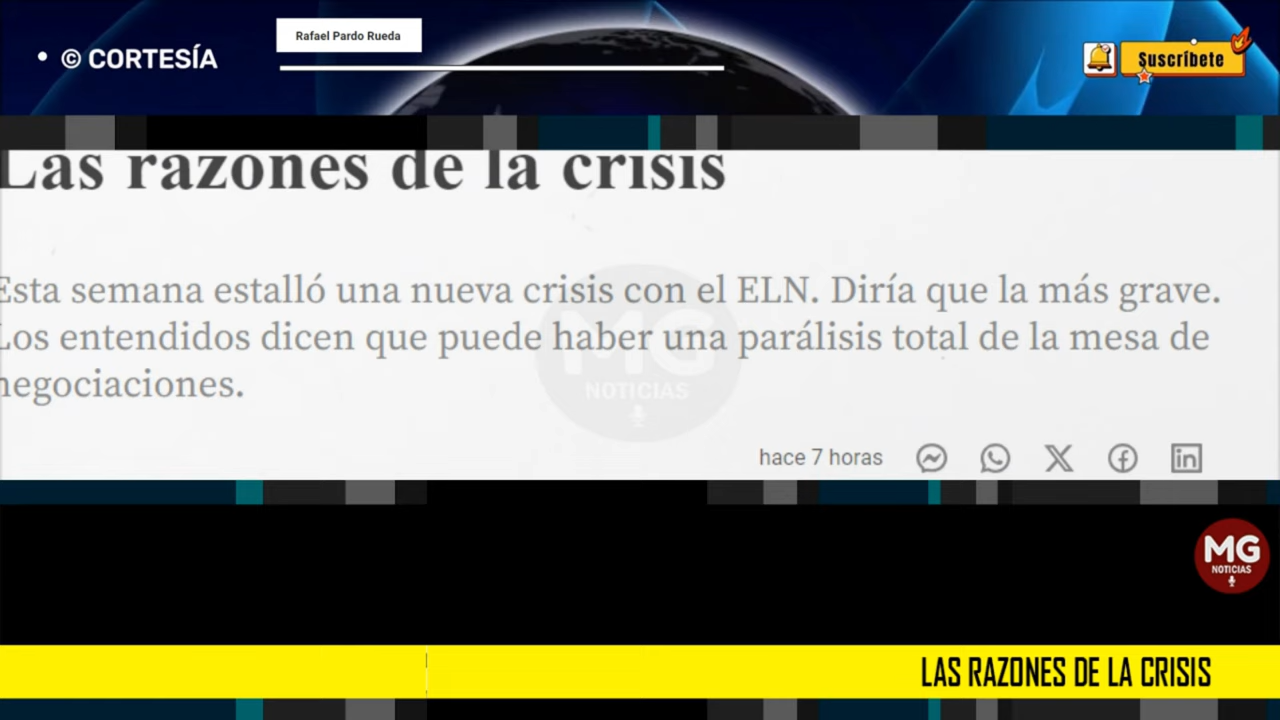 Rafael Pardo Rueda
• © CORTESÍA
Suscríbete
Las razones de la crisis
Esta semana estalló una nueva crisis con el ELN. Diría que la más grave.
Los entendidos dicen que puede haber una parálisis total de la mesa de
negociaciones.
MG
NOTICIAS
hace 7 horas
MG
NOTICIAS
LAS RAZONES DE LA CRISIS